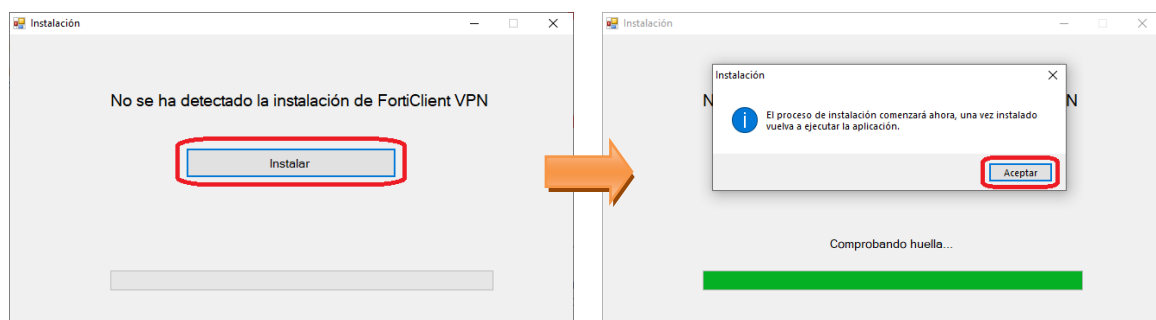 Instalación
No se ha detectado la instalación de FortiClient VPN
Instalar
Instalación
Instalación
N
N
El proceso de instalación comenzará ahora, una vez instalado
vuelva a ejecutar la aplicación.
Aceptar
Comprobando huella...